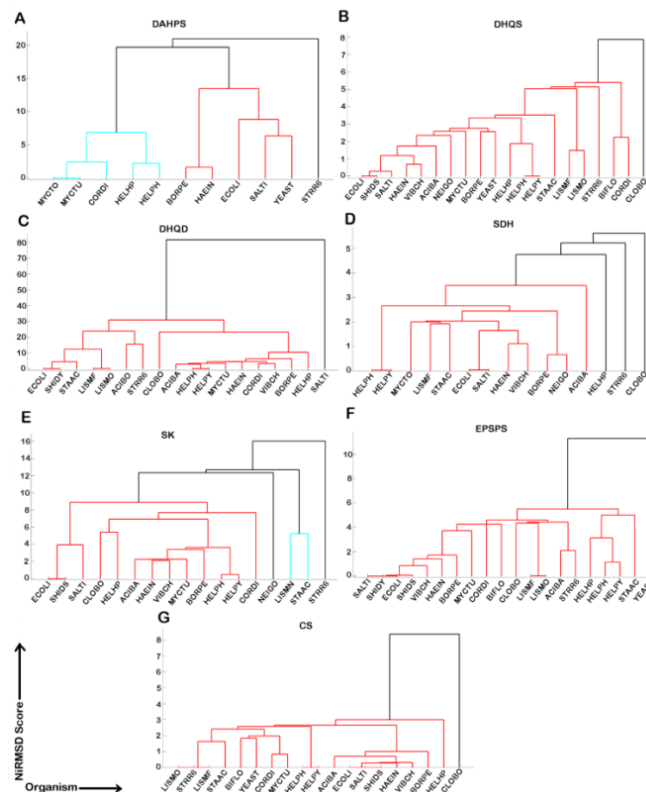 A
DAHPS
20
15
10
5
0
MYCTO MYCTU CORDI HELHP HELPH BORPE HAEIN ECOLI SALTI YEAST STRR6
B
DHQS
8
7
6
5
4
3
2
1
0
ECOLI SHIDS SALTI HAEIN VIBCH ACIBA NEIGO MYCTU BORPE YEAST HELHP HELPH HELPY STAAC LISMF LISMO STRR6 BIFLO CORDI CLOBO
C
DHQD
80
70
60
50
40
30
20
10
0
ECOLI SHIDY STAAC LISMF LISMO ACIBO STRR6 CLOBO ACIBA HELPH HELPY MYCTU HAEIN CORDI VIBCH BORPE HELHP SALTI
D
SDH
5
4
3
2
1
0
HELPH HELPY MYCTO LISMF STAAC ECOLI SALTI HAEIN VIBCH BORPE NEIGO ACIBA HELHP STRR6 CLOBO
E
SK
16
14
12
10
8
6
4
2
0
ECOLI SHIDS SALTI CLOBO HELHP ACIBA HAEIN VIBCH MYCTU BORPE HELPH HELPY CORDI NEIGO LISMN STAAC STRR6
F
EPSPS
10
8
6
4
2
0
SALTI SHIDY ECOLI SHIDS VIBCH HAEIN BORPE MYCTU CORDI BIFLO CLOBO LISMF LISMO ACIBA STRR6 HELHP HELPH HELPY STAAC YEAS
G
CS
8
7
6
5
4
3
2
1
0
LISMO STRR6 LISMF STAAC BIFLO YEAST CORDI MYCTU HELPH HELPY ACIBA ECOLI SALTI SHIDS HAEIN VIBCH BORPE HELHP CLOBO
NiRMSD Score
Organism